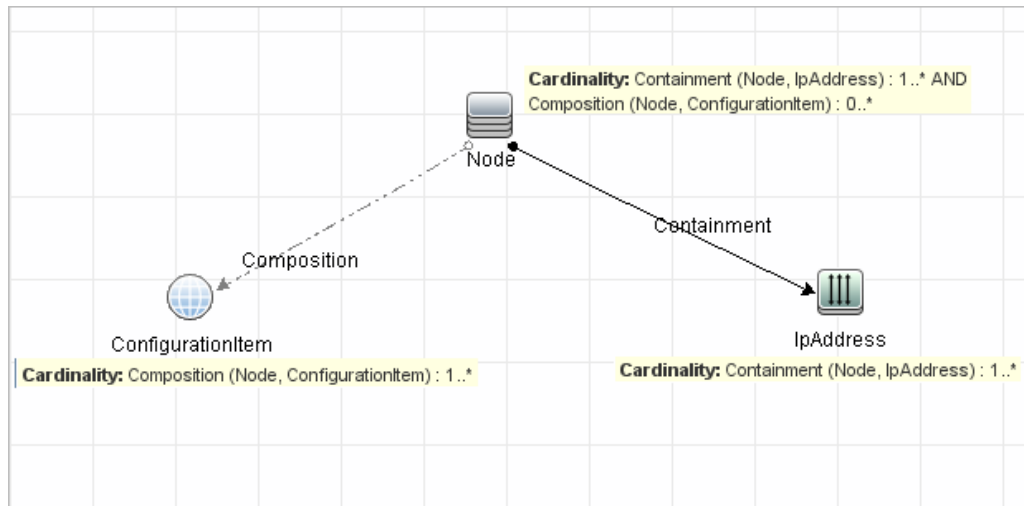 Cardinality: Containment (Node, IpAddress) : 1..* AND
Composition (Node, ConfigurationItem) : 0..*
Node
Containment
Composition
IpAddress
ConfigurationItem
Cardinality: Containment (Node, IpAddress) : 1..*
Cardinality: Composition (Node, ConfigurationItem) : 1..*